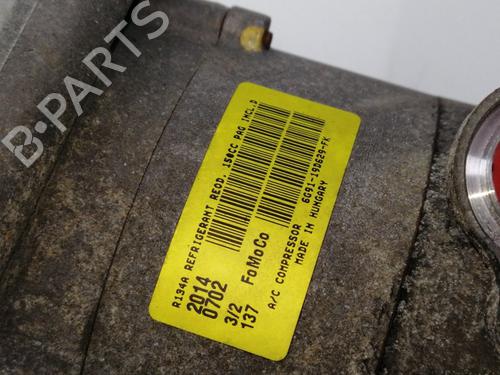 B-PARTS
R134A REFRIGERANT REQD. 150CC PAG INCL.D
2014
0702
3/2
137
FoMoCo
6G91-19D629-FK
A/C COMPRESSOR
MADE IN HUNGARY